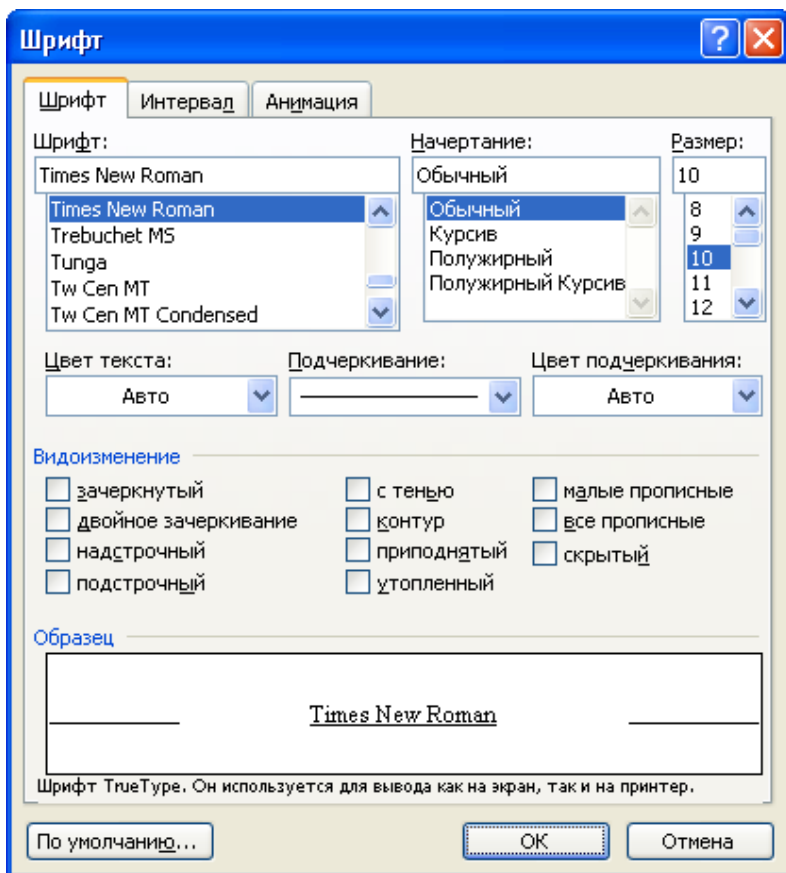 Шрифт
Шрифт Интервал Анимация
Шрифт: Начертание: Размер:
Times New Roman Обычный 10
Times New Roman Обычный 8
Trebuchet MS Курсив 9
Tunga Полужирный 10
Tw Cen MT Полужирный Курсив 11
Tw Cen MT Condensed 12
Цвет текста: Подчеркивание: Цвет подчеркивания:
Авто Авто
Видоизменение
зачеркнутый с тенью малые прописные
двойное зачеркивание контур все прописные
надстрочный приподнятый скрытый
подстрочный утопленный
Образец
Times New Roman
Шрифт TrueType. Он используется для вывода как на экран, так и на принтер.
По умолчанию... ОК Отмена